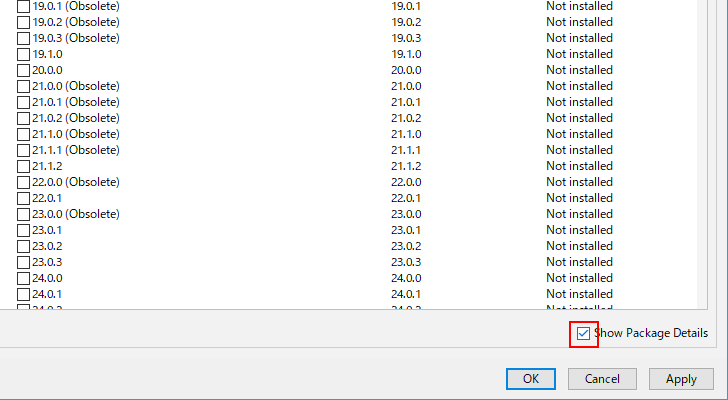 19.0.1 (Obsolete) 19.0.1 Not installed
19.0.2 (Obsolete) 19.0.2 Not installed
19.0.3 (Obsolete) 19.0.3 Not installed
19.1.0 19.1.0 Not installed
20.0.0 20.0.0 Not installed
21.0.0 (Obsolete) 21.0.0 Not installed
21.0.1 (Obsolete) 21.0.1 Not installed
21.0.2 (Obsolete) 21.0.2 Not installed
21.1.0 (Obsolete) 21.1.0 Not installed
21.1.1 (Obsolete) 21.1.1 Not installed
21.1.2 21.1.2 Not installed
22.0.0 (Obsolete) 22.0.0 Not installed
22.0.1 22.0.1 Not installed
23.0.0 (Obsolete) 23.0.0 Not installed
23.0.1 23.0.1 Not installed
23.0.2 23.0.2 Not installed
23.0.3 23.0.3 Not installed
24.0.0 24.0.0 Not installed
24.0.1 24.0.1 Not installed
Show Package Details
OK Cancel Apply